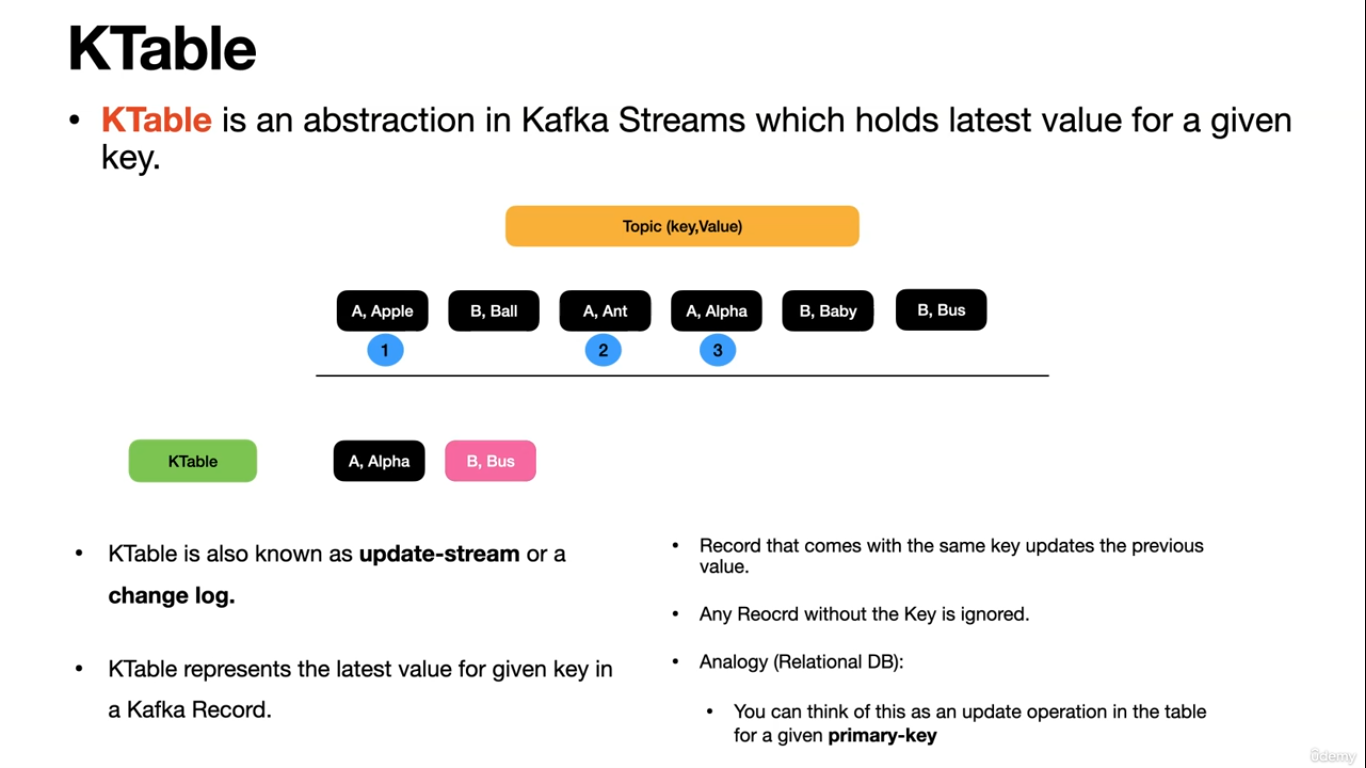 KTable
• KTable is an abstraction in Kafka Streams which holds latest value for a given
key.
Topic (key,Value)
A, Apple
B, Ball
A, Ant
A, Alpha
B, Baby
B, Bus
1
2
3
KTable
A, Alpha
B, Bus
• KTable is also known as update-stream or a
change log.
• KTable represents the latest value for given key in
a Kafka Record.
• Record that comes with the same key updates the previous
value.
• Any Reocrd without the Key is ignored.
• Analogy (Relational DB):
• You can think of this as an update operation in the table
for a given primary-key
ûdemy